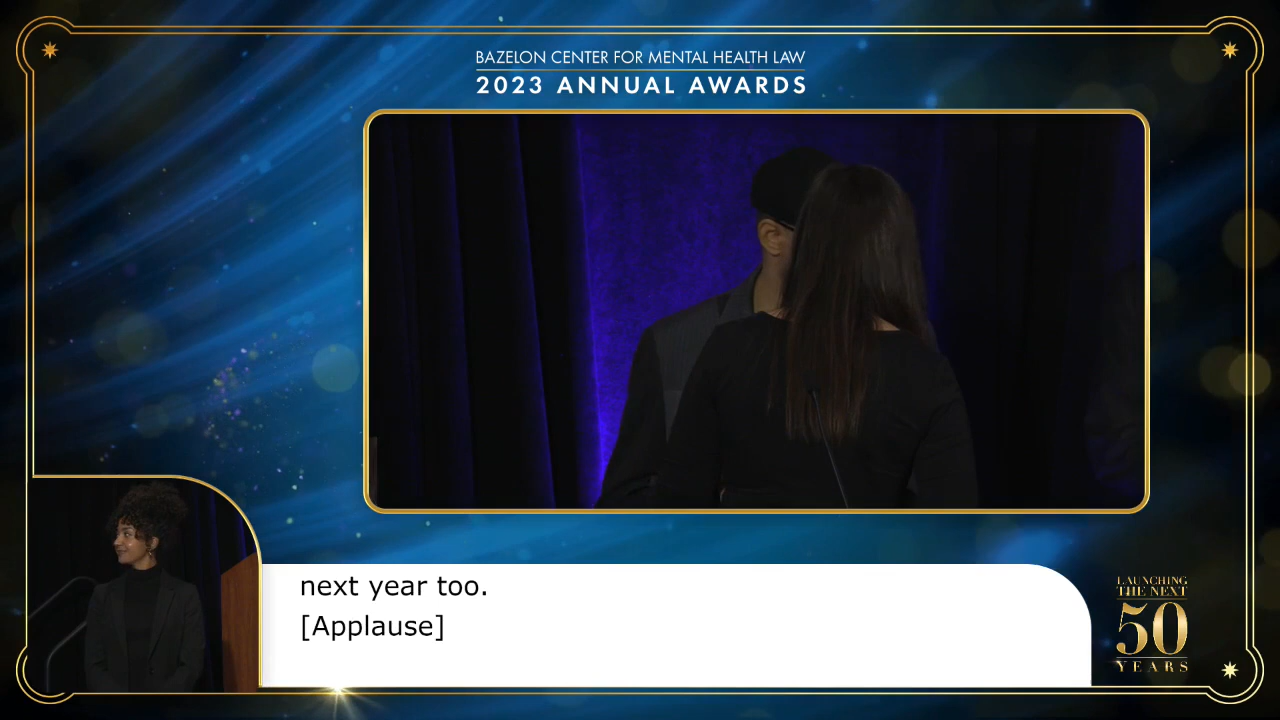 BAZELON CENTER FOR MENTAL HEALTH LAW
2023 ANNUAL AWARDS
next year too.
[Applause]
LAUNCHING
THE NEXT
50
YEARS